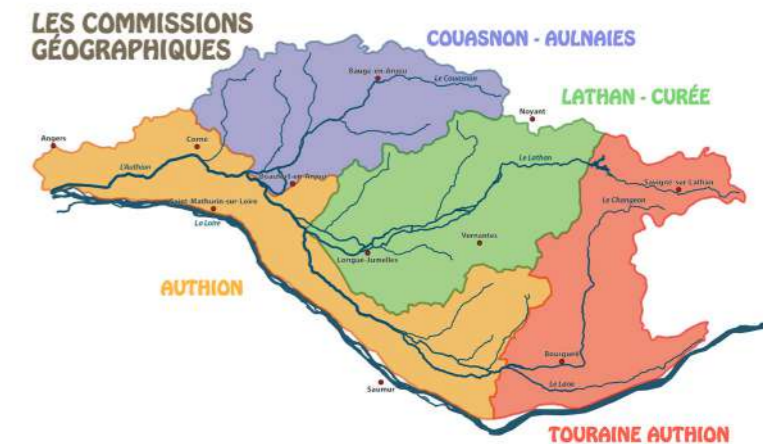 LES COMMISSIONS
GÉOGRAPHIQUES
COUASNON - AULNAIES
Baugé-en-Anjou
Le Couasnon
LATHAN - CURÉE
Noyant
Angers
Corné
L'Authion
Le Lathan
Beaufort-en-Anjou
Savigné-sur-Lathan
Saint-Mathurin-sur-Loire
Le Changeon
La Loire
Vernantes
Longué-Jumelles
AUTHION
Bourgueil
Saumur
Le Lane
TOURAINE AUTHION